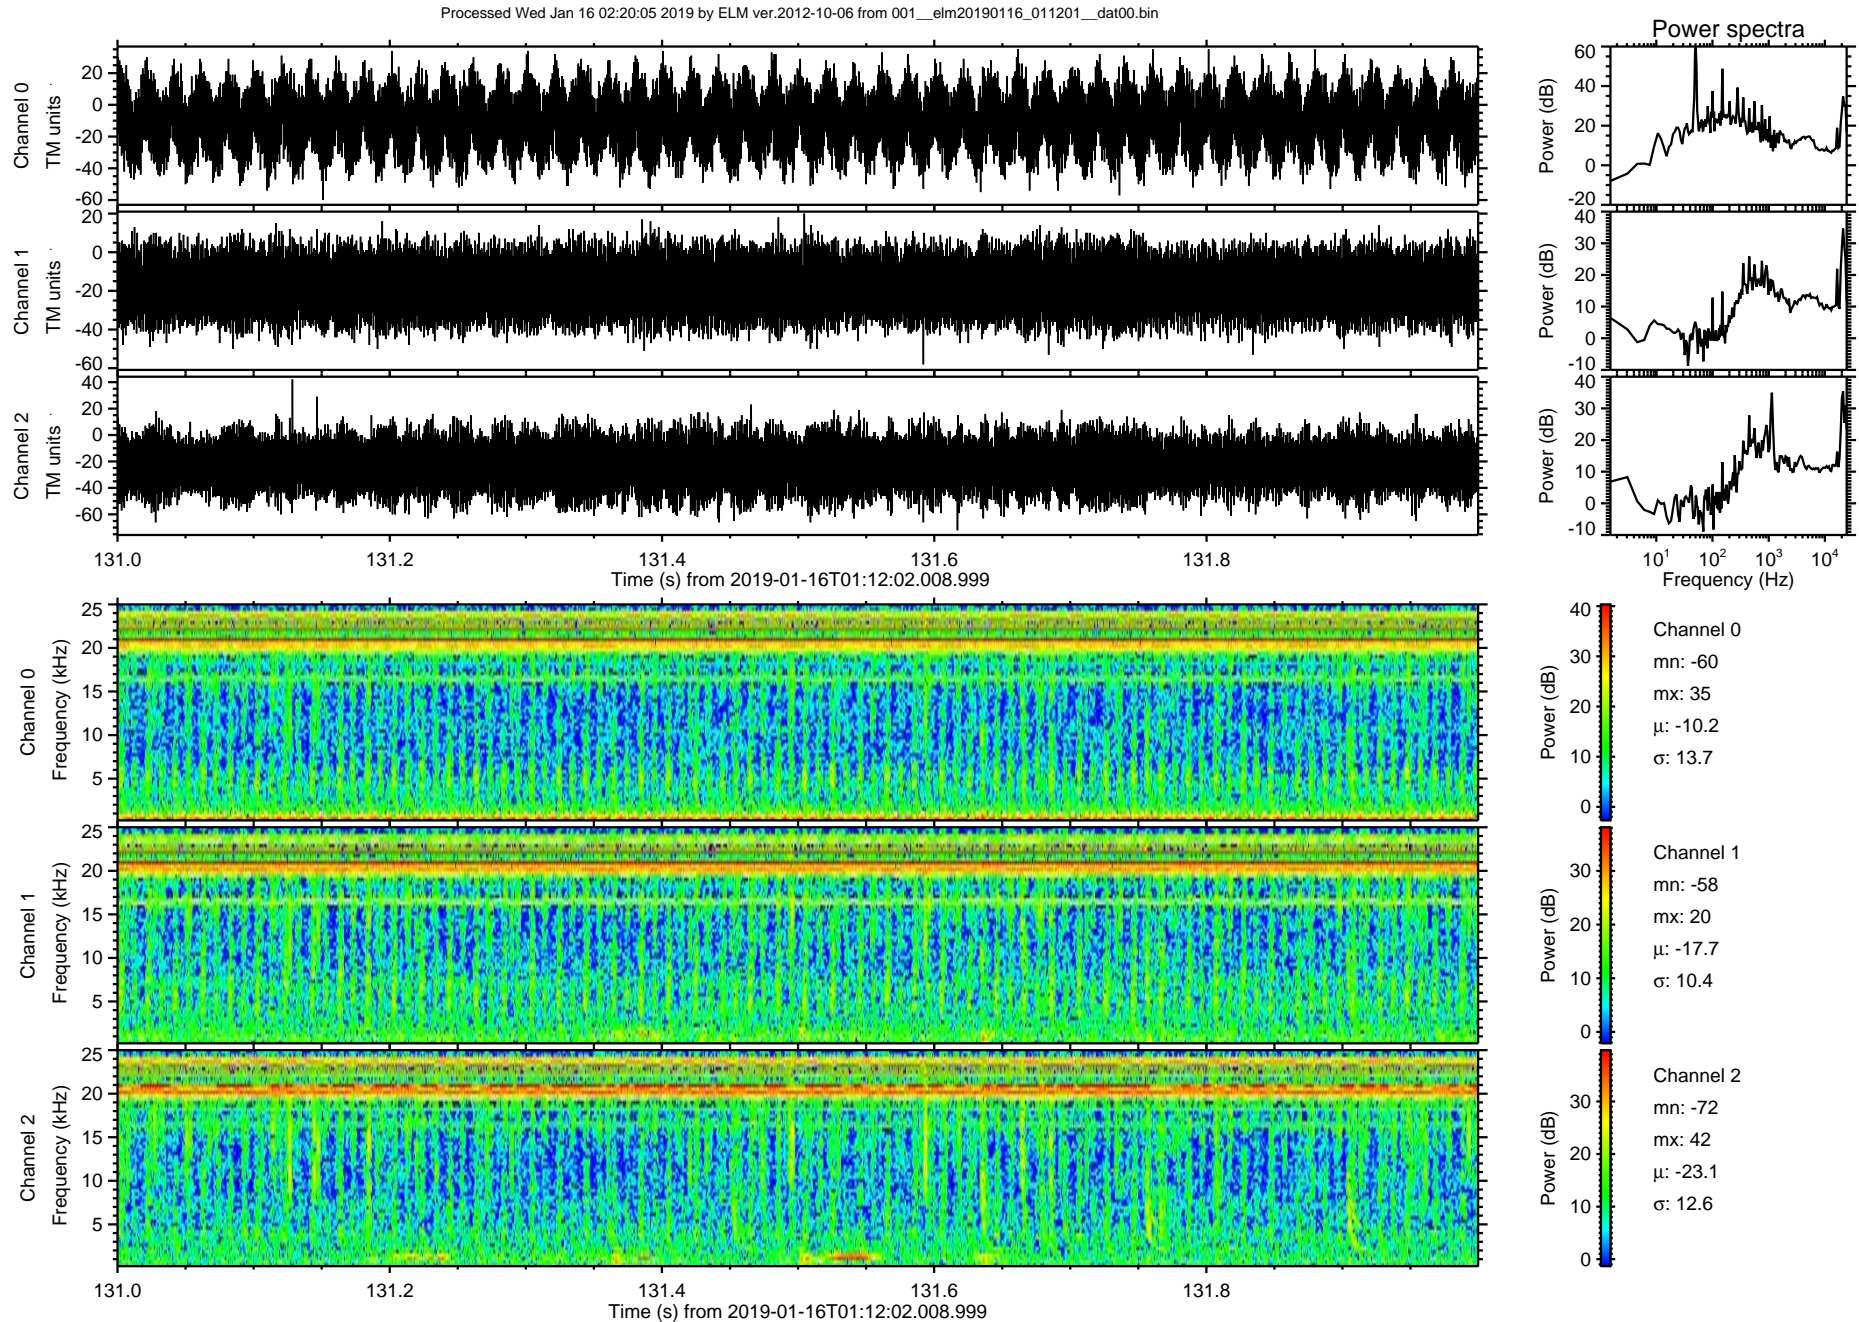 Processed Wed Jan 16 02:20:05 2019 by ELM ver.2012-10-06 from 001__elm20190116_011201__dat00.bin
Power spectra
Channel 0
TM units
20
0
-20
-40
-60
Power (dB)
60
40
20
0
-20
Channel 1
TM units
20
0
-20
-40
-60
Power (dB)
40
30
20
10
0
-10
Channel 2
TM units
40
20
0
-20
-40
-60
Power (dB)
40
30
20
10
0
-10
131.0 131.2 131.4 131.6 131.8
Time (s) from 2019-01-16T01:12:02.008.999
10^1 10^2 10^3 10^4
Frequency (Hz)
Channel 0
Frequency (kHz)
25
20
15
10
5
Power (dB)
40
30
20
10
0
Channel 0
mn: -60
mx: 35
μ: -10.2
σ: 13.7
Channel 1
Frequency (kHz)
25
20
15
10
5
Power (dB)
30
20
10
0
Channel 1
mn: -58
mx: 20
μ: -17.7
σ: 10.4
Channel 2
Frequency (kHz)
25
20
15
10
5
Power (dB)
30
20
10
0
Channel 2
mn: -72
mx: 42
μ: -23.1
σ: 12.6
131.0 131.2 131.4 131.6 131.8
Time (s) from 2019-01-16T01:12:02.008.999